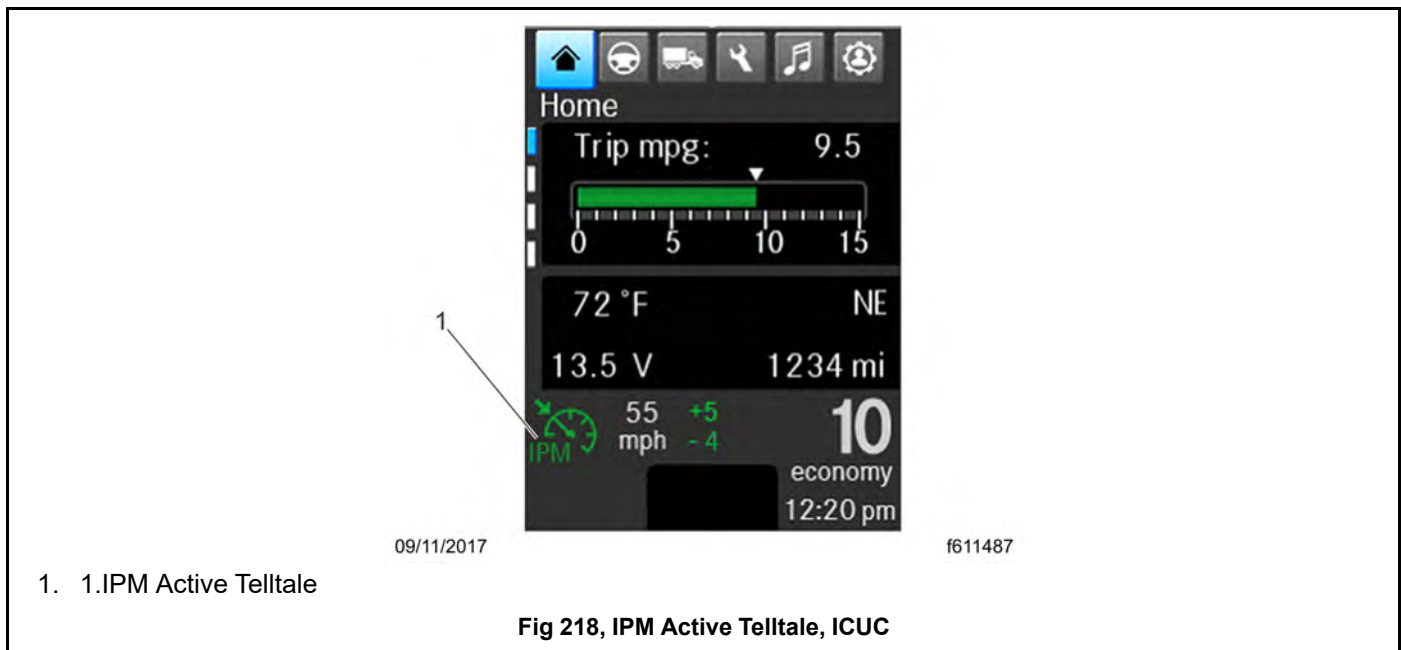 Home
Trip mpg: 9.5
0 5 10 15
72 °F NE
13.5 V 1234 mi
1
IPM
55 +5
mph - 4
10
economy
12:20 pm
09/11/2017 f611487
1. 1.IPM Active Telltale
Fig 218, IPM Active Telltale, ICUC